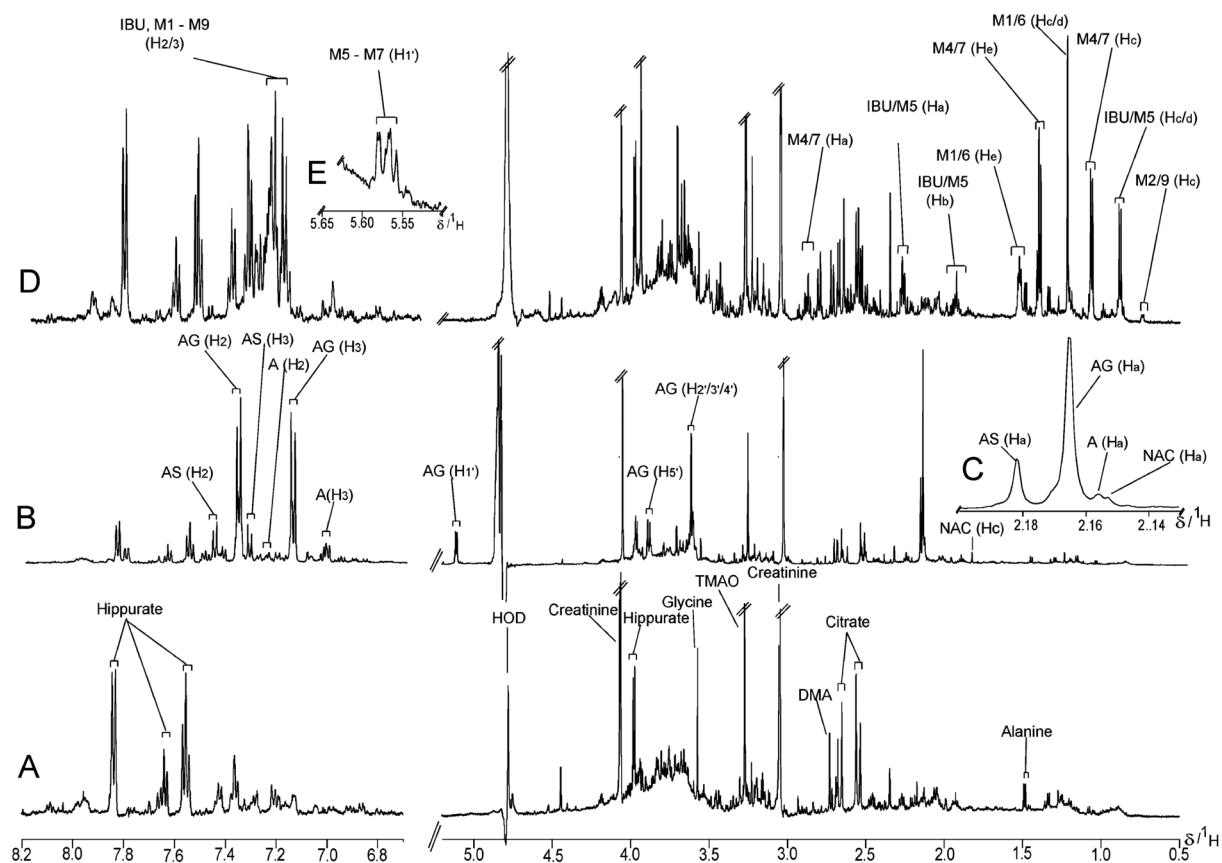 IBU, M1 - M9
(H2/3)
M5 - M7 (H1')
E
5.65 5.60 5.55 δ/¹H
M1/6 (Hc/d)
M4/7 (He)
M4/7 (Hc)
IBU/M5 (Ha)
IBU/M5 (Hc/d)
M4/7 (Ha)
M1/6 (He)
IBU/M5
(Hb)
M2/9 (Hc)
D
AG (H2)
AS (H3)
AG (H3)
A (H2)
AS (H2)
A(H3)
B
AG (H1')
AG (H2'/3'/4')
AG (H5')
AG (Ha)
AS (Ha)
A (Ha)
NAC (Ha)
C
2.18 2.16 2.14 δ/¹H
NAC (Hc)
Hippurate
HOD
Creatinine
Hippurate
Glycine
TMAO
Creatinine
DMA
Citrate
Alanine
A
8.2 8.0 7.8 7.6 7.4 7.2 7.0 6.8 5.0 4.5 4.0 3.5 3.0 2.5 2.0 1.5 1.0 0.5 δ/¹H